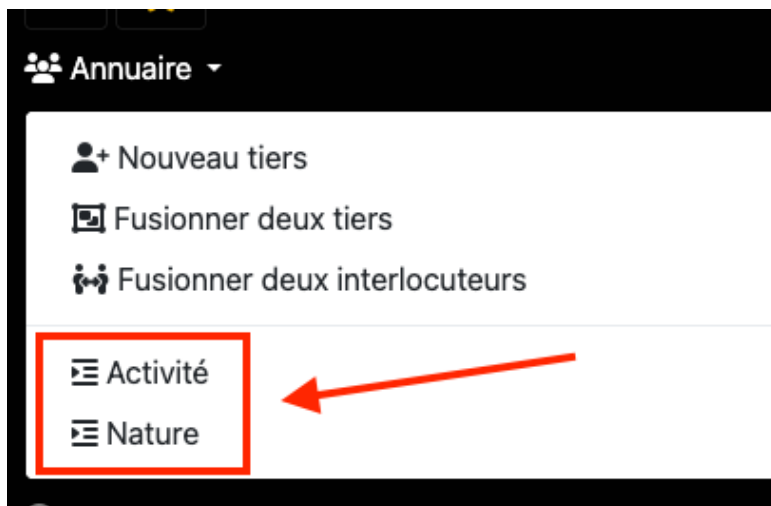 Annuaire
Nouveau tiers
Fusionner deux tiers
Fusionner deux interlocuteurs
Activité
Nature